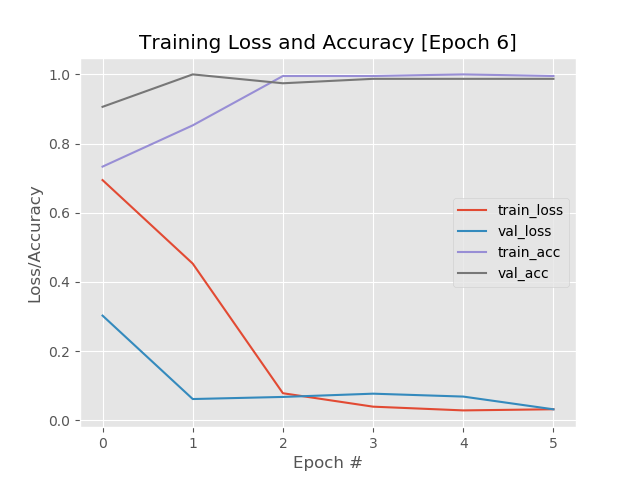 Training Loss and Accuracy [Epoch 6]
1.0
0.8
0.6
0.4
0.2
0.0
Loss/Accuracy
train_loss
val_loss
train_acc
val_acc
0 1 2 3 4 5
Epoch #